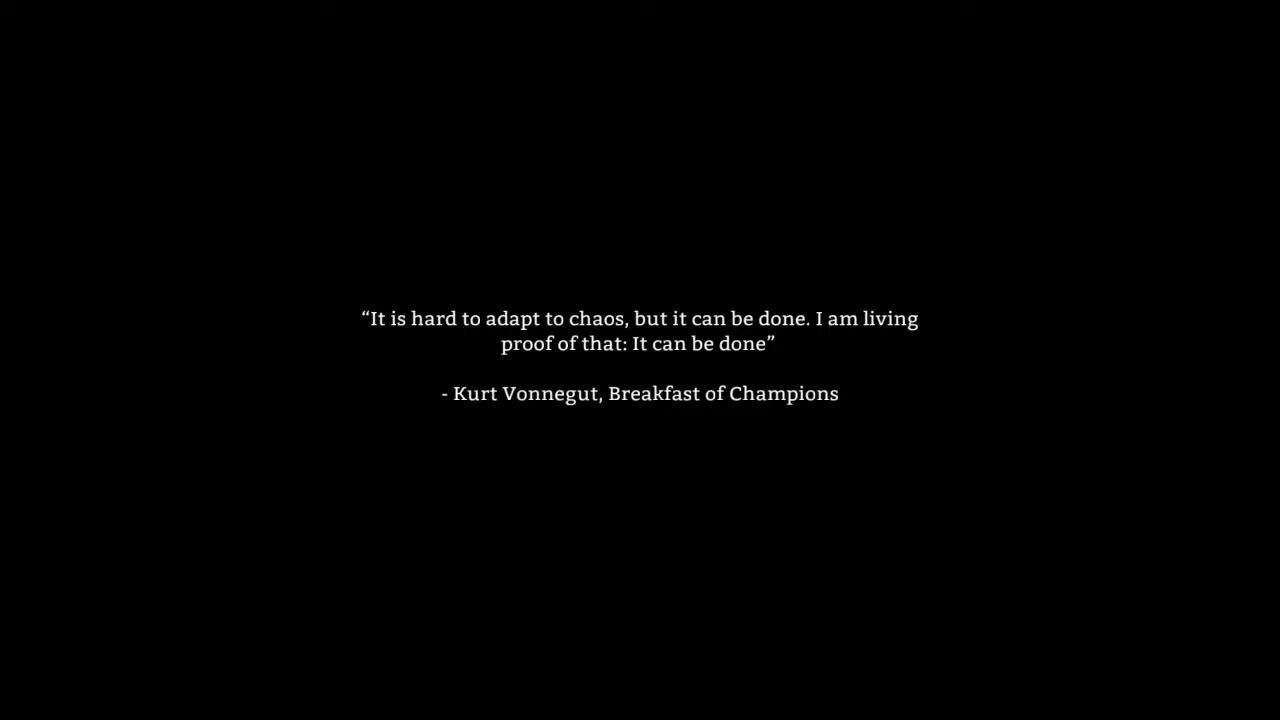 “It is hard to adapt to chaos, but it can be done. I am living
proof of that: It can be done”
- Kurt Vonnegut, Breakfast of Champions